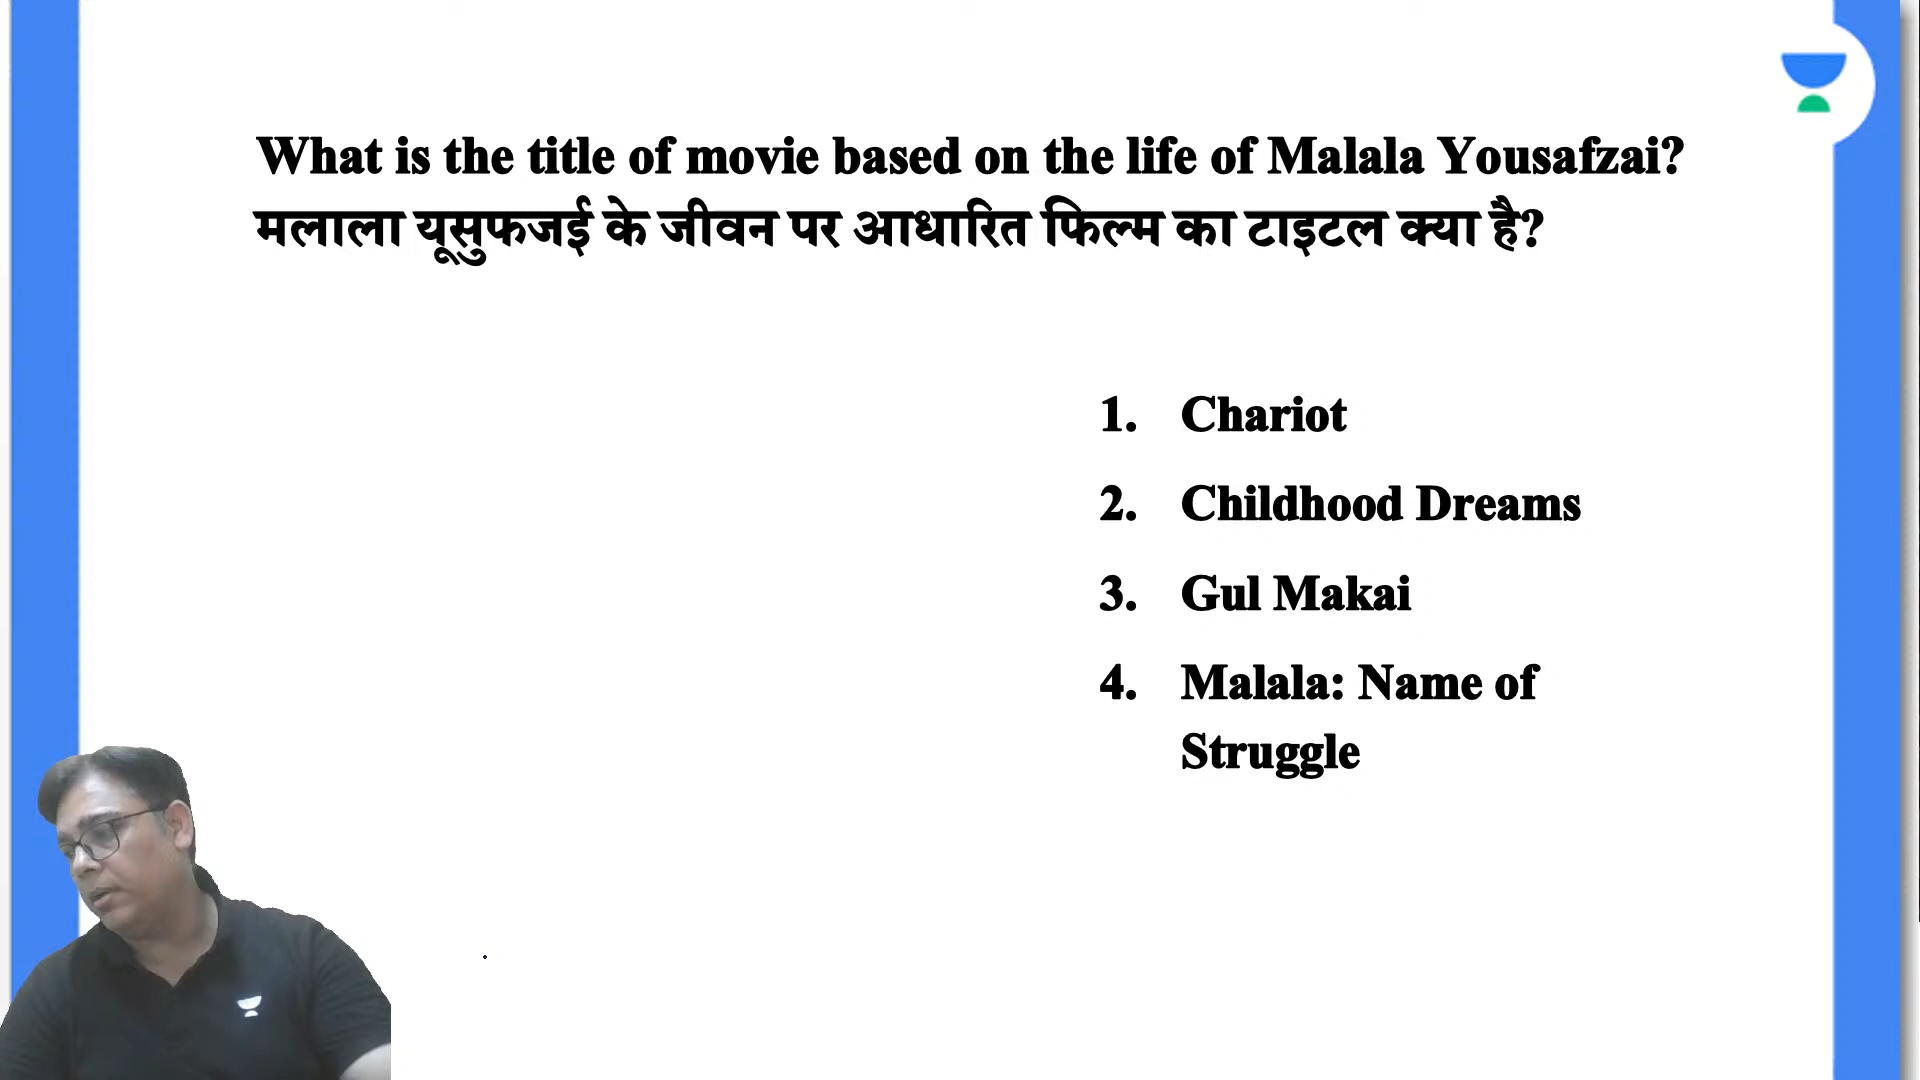 What is the title of movie based on the life of Malala Yousafzai?
मलाला यूसुफजई के जीवन पर आधारित फिल्म का टाइटल क्या है?
1. Chariot
2. Childhood Dreams
3. Gul Makai
4. Malala: Name of
Struggle